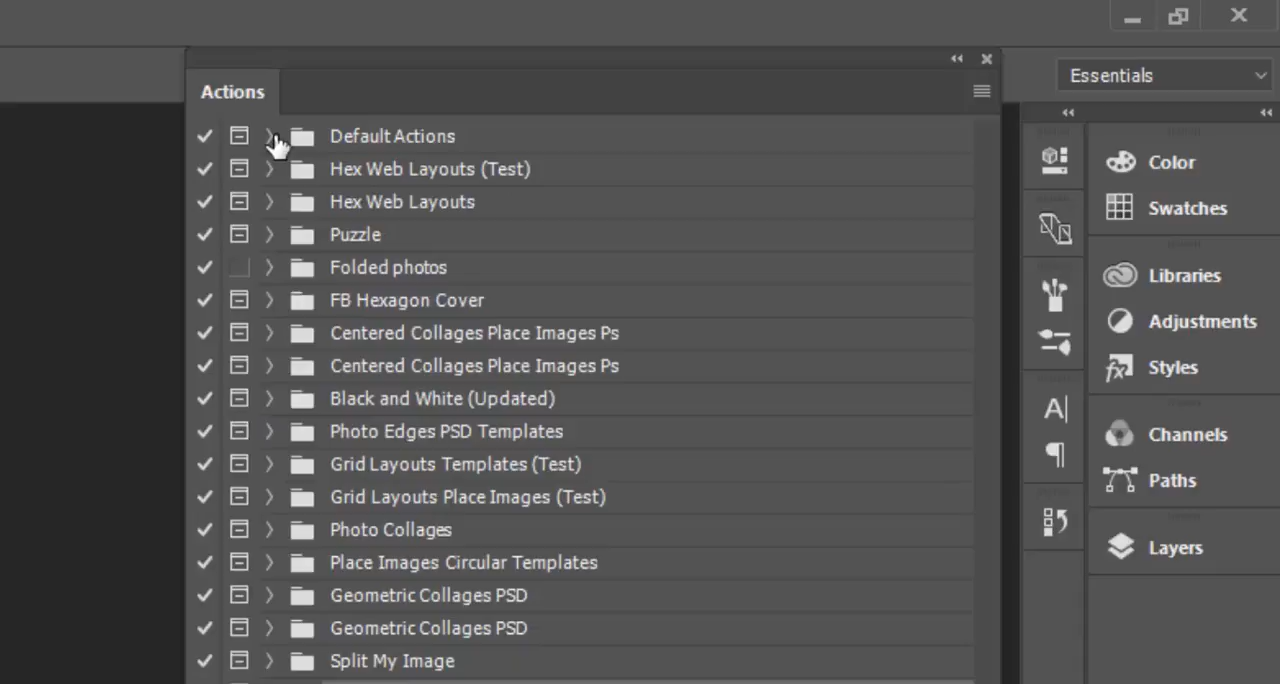 Essentials
Actions
Default Actions
Hex Web Layouts (Test)
Hex Web Layouts
Puzzle
Folded photos
FB Hexagon Cover
Centered Collages Place Images Ps
Centered Collages Place Images Ps
Black and White (Updated)
Photo Edges PSD Templates
Grid Layouts Templates (Test)
Grid Layouts Place Images (Test)
Photo Collages
Place Images Circular Templates
Geometric Collages PSD
Geometric Collages PSD
Split My Image
Color
Swatches
Libraries
Adjustments
Styles
Channels
Paths
Layers